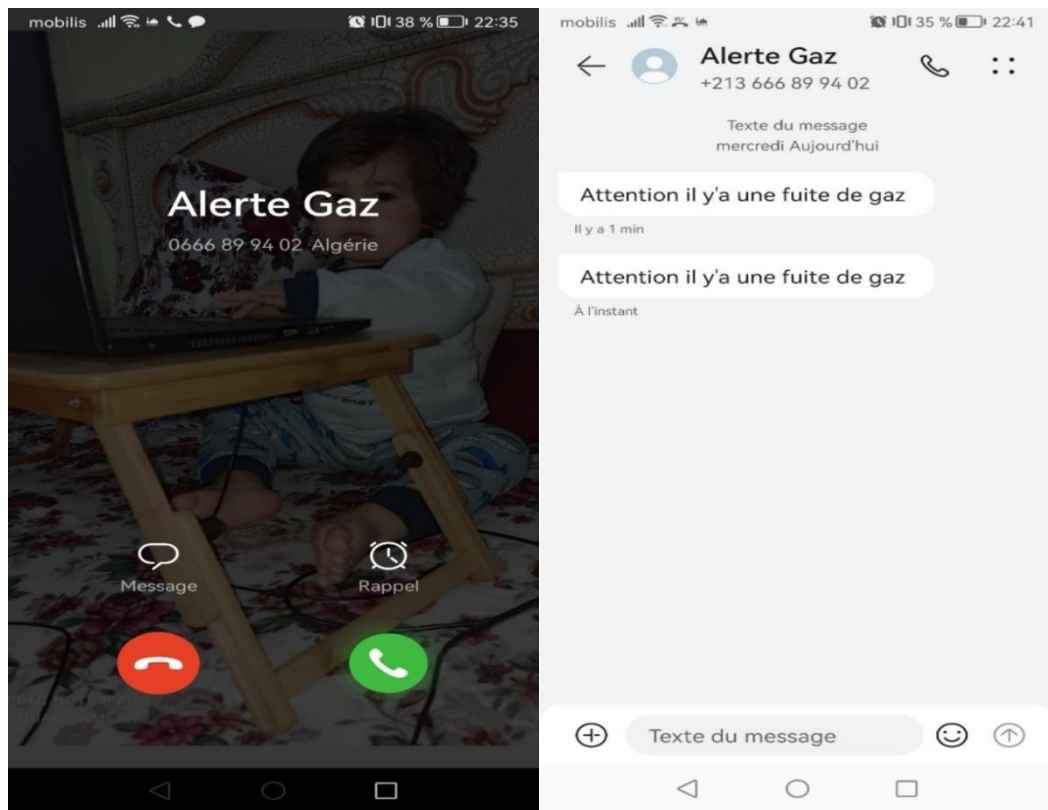 mobilis 38 % 22:35
Alerte Gaz
0666 89 94 02 Algérie
Message Rappel
mobilis 35 % 22:41
Alerte Gaz
+213 666 89 94 02
Texte du message
mercredi Aujourd'hui
Attention il y'a une fuite de gaz
Il y a 1 min
Attention il y'a une fuite de gaz
À l'instant
Texte du message